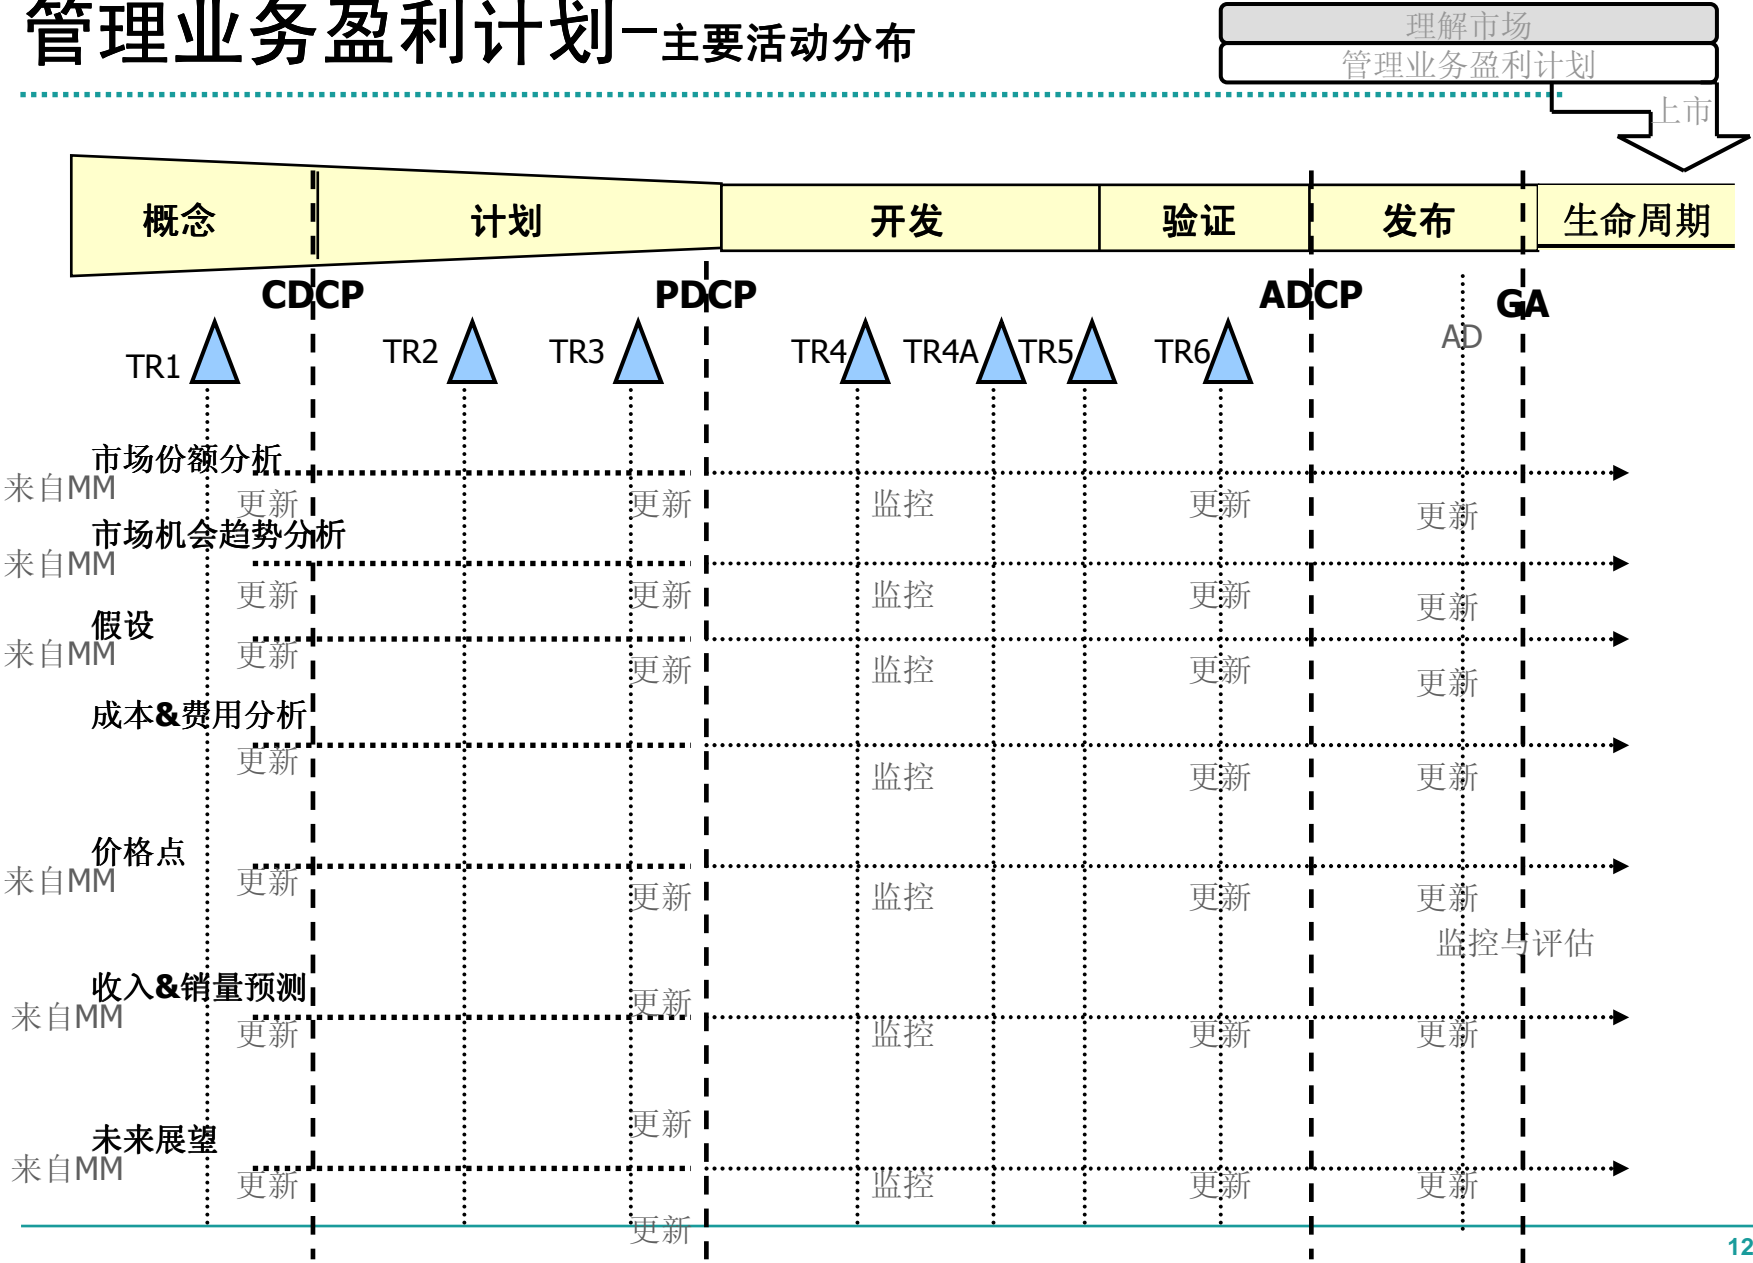 管理业务盈利计划–主要活动分布
理解市场
管理业务盈利计划
上市
概念 计划 开发 验证 发布 生命周期
CDCP PDCP ADCP GA
AD
TR1 TR2 TR3 TR4 TR4A TR5 TR6
市场份额分析
来自MM
更新 更新 监控 更新 更新
市场机会趋势分析
来自MM
更新 更新 监控 更新 更新
假设
来自MM
更新 更新 监控 更新 更新
成本&费用分析
更新 监控 更新 更新
价格点
来自MM
更新 更新 监控 更新 更新
监控与评估
收入&销量预测
来自MM
更新 更新 监控 更新 更新
更新
未来展望
来自MM
更新 监控 更新 更新
更新
12